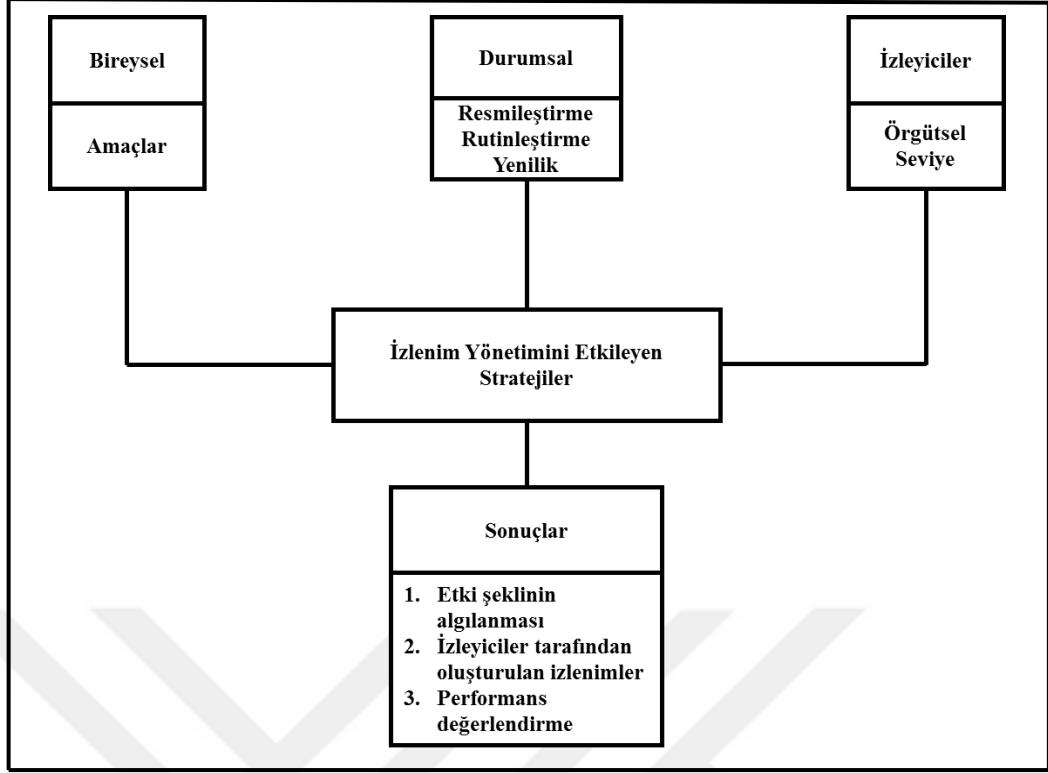 Bireysel
Amaçlar
Durumsal
Resmileştirme
Rutinleştirme
Yenilik
İzleyiciler
Örgütsel
Seviye
İzlenim Yönetimini Etkileyen
Stratejiler
Sonuçlar
1. Etki şeklinin
algılanması
2. İzleyiciler tarafından
oluşturulan izlenimler
3. Performans
değerlendirme